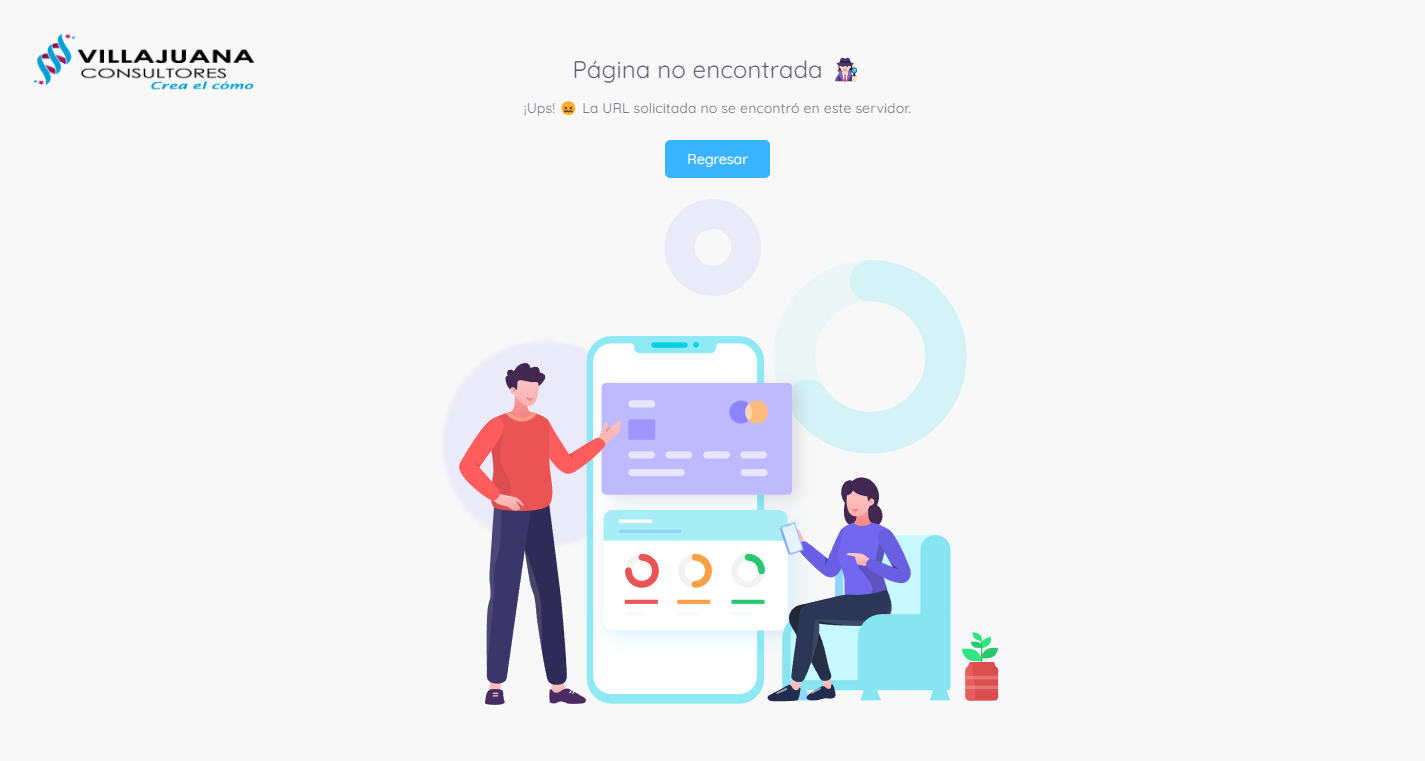 VILLAJUANA
CONSULTORES
Crea el cómo
Página no encontrada
¡Ups! 😖 La URL solicitada no se encontró en este servidor.
Regresar